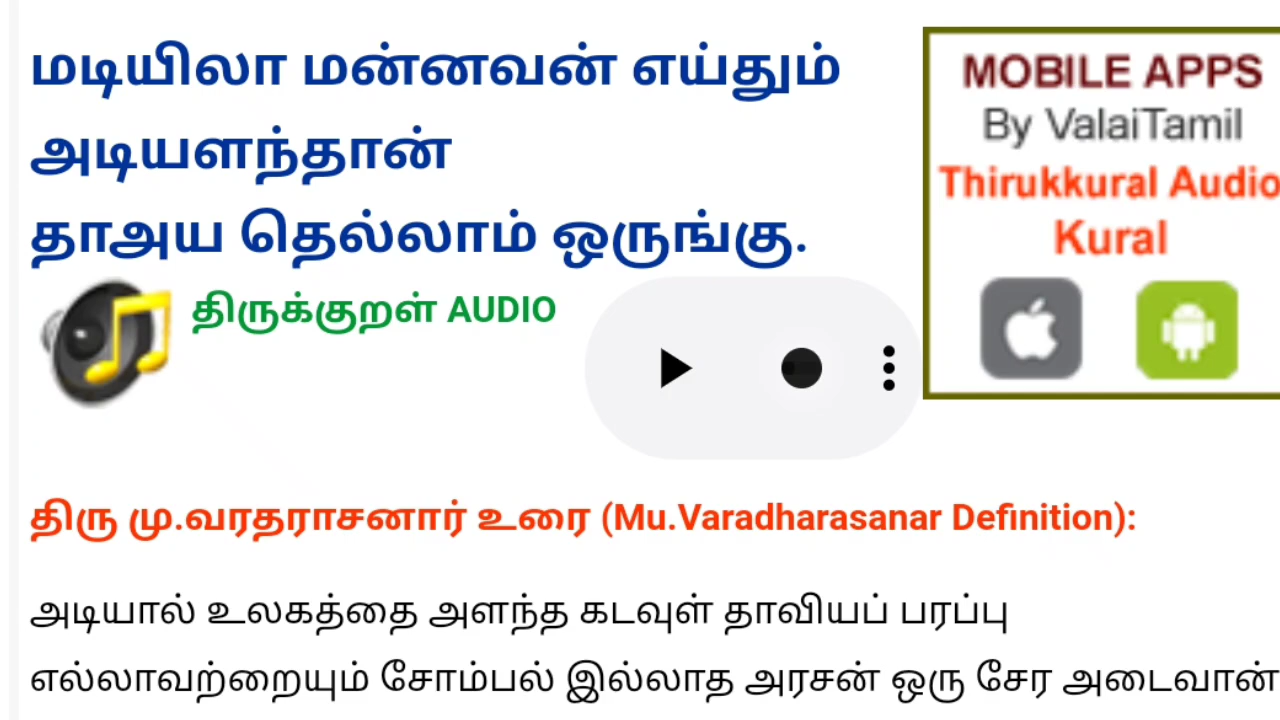 மடியிலா மன்னவன் எய்தும்
அடியளந்தான்
தாஅய தெல்லாம் ஒருங்கு.
திருக்குறள் AUDIO
MOBILE APPS
By ValaiTamil
Thirukkural Audio
Kural
திரு மு.வரதராசனார் உரை (Mu.Varadharasanar Definition):
அடியால் உலகத்தை அளந்த கடவுள் தாவியப் பரப்பு
எல்லாவற்றையும் சோம்பல் இல்லாத அரசன் ஒரு சேர அடைவான்